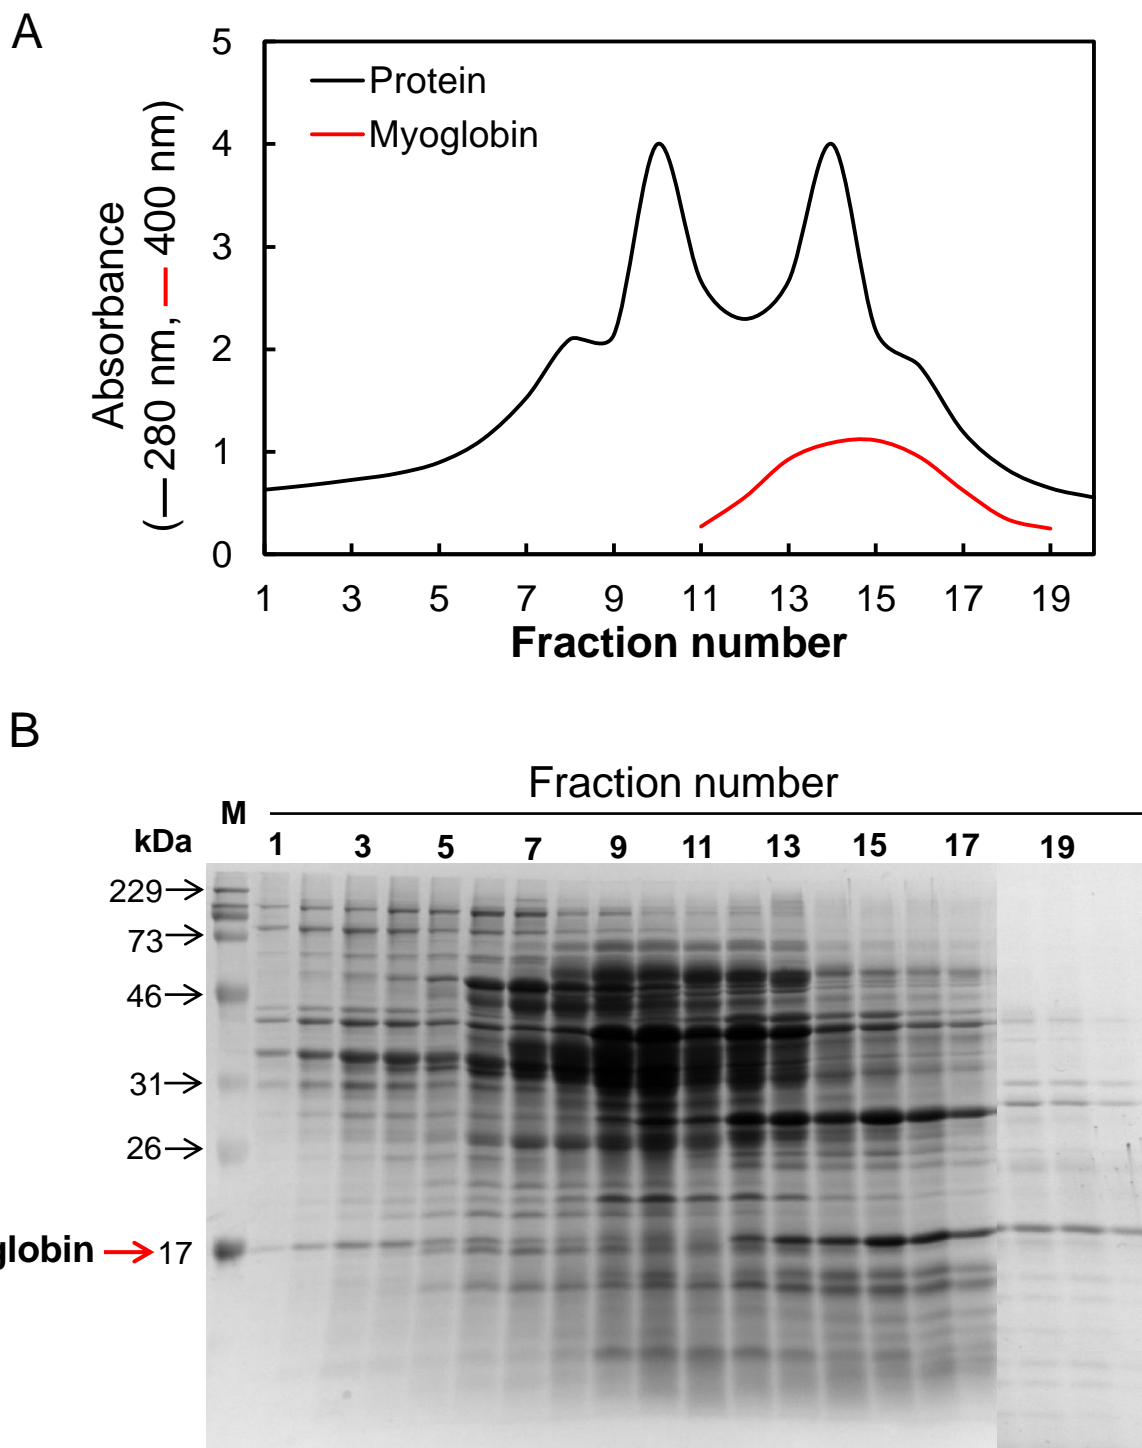 A
5
4
3
2
1
0
Protein
Myoglobin
Absorbance
(— 280 nm, — 400 nm)
1 3 5 7 9 11 13 15 17 19
Fraction number
B
Fraction number
M
kDa 1 3 5 7 9 11 13 15 17 19
229
73
46
31
26
globin 17